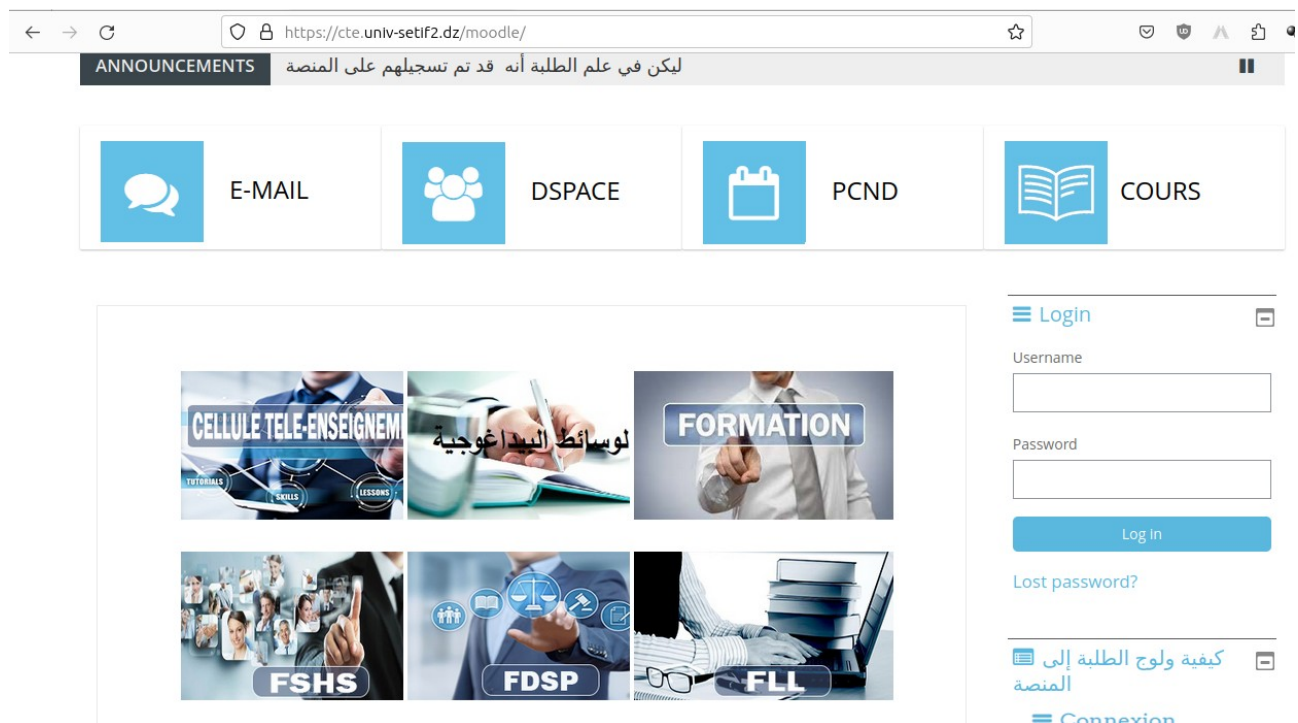 https://cte.univ-setif2.dz/moodle/
ANNOUNCEMENTS
ليكن في علم الطلبة أنه قد تم تسجيلهم على المنصة
E-MAIL
DSPACE
PCND
COURS
Login
Username
Password
Log in
Lost password?
CELLULE TELE-ENSEIGNEM
TUTORIALS
SKILLS
LESSONS
لوسائط البيداغوجية
FORMATION
FSHS
FDSP
FLL
كيفية ولوج الطلبة إلى
المنصة
Connexion